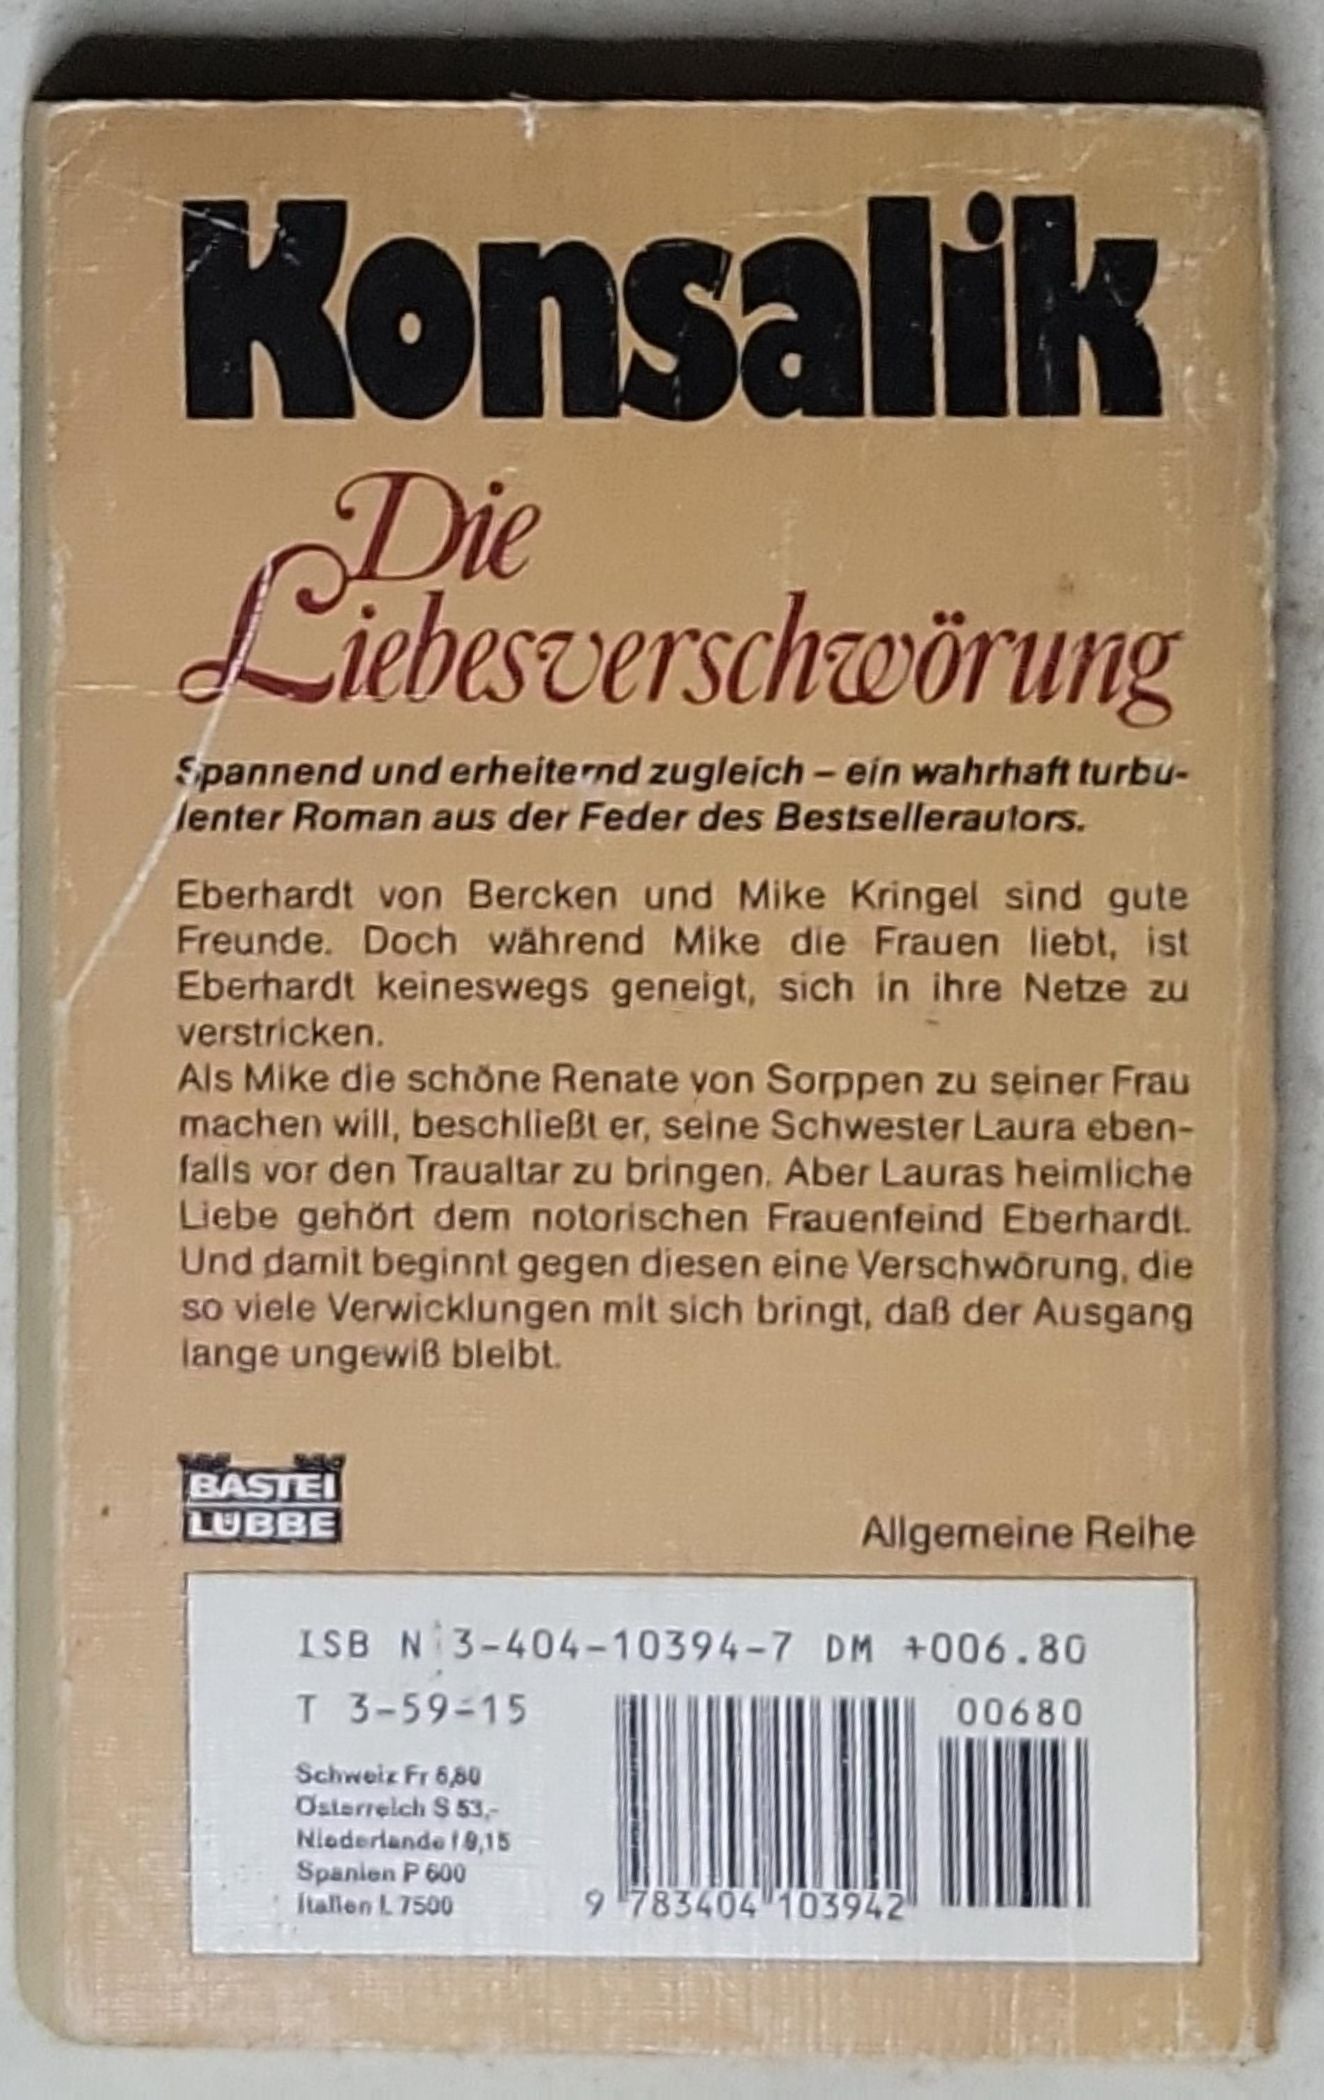 Konsalik
Die
Liebesverschwörung
Spannend und erheiternd zugleich – ein wahrhaft turbu-
lenter Roman aus der Feder des Bestsellerautors.
Eberhardt von Bercken und Mike Kringel sind gute
Freunde. Doch während Mike die Frauen liebt, ist
Eberhardt keineswegs geneigt, sich in ihre Netze zu
verstricken.
Als Mike die schöne Renate von Sorppen zu seiner Frau
machen will, beschließt er, seine Schwester Laura eben-
falls vor den Traualtar zu bringen. Aber Lauras heimliche
Liebe gehört dem notorischen Frauenfeind Eberhardt.
Und damit beginnt gegen diesen eine Verschwörung, die
so viele Verwicklungen mit sich bringt, daß der Ausgang
lange ungewiß bleibt.
BASTEI
LÜBBE
Allgemeine Reihe
ISB N 3-404-10394-7 DM +006.80
T 3-59-15
00680
Schweiz Fr 6,80
Österreich S 53,-
Niederlande f 9,15
Spanien P 600
Italien L 7500
9 783404 103942